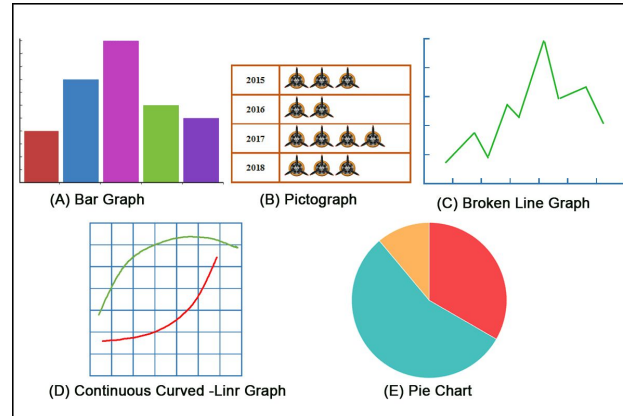 2015
2016
2017
2018
(A) Bar Graph
(B) Pictograph
(C) Broken Line Graph
(D) Continuous Curved -Linr Graph
(E) Pie Chart